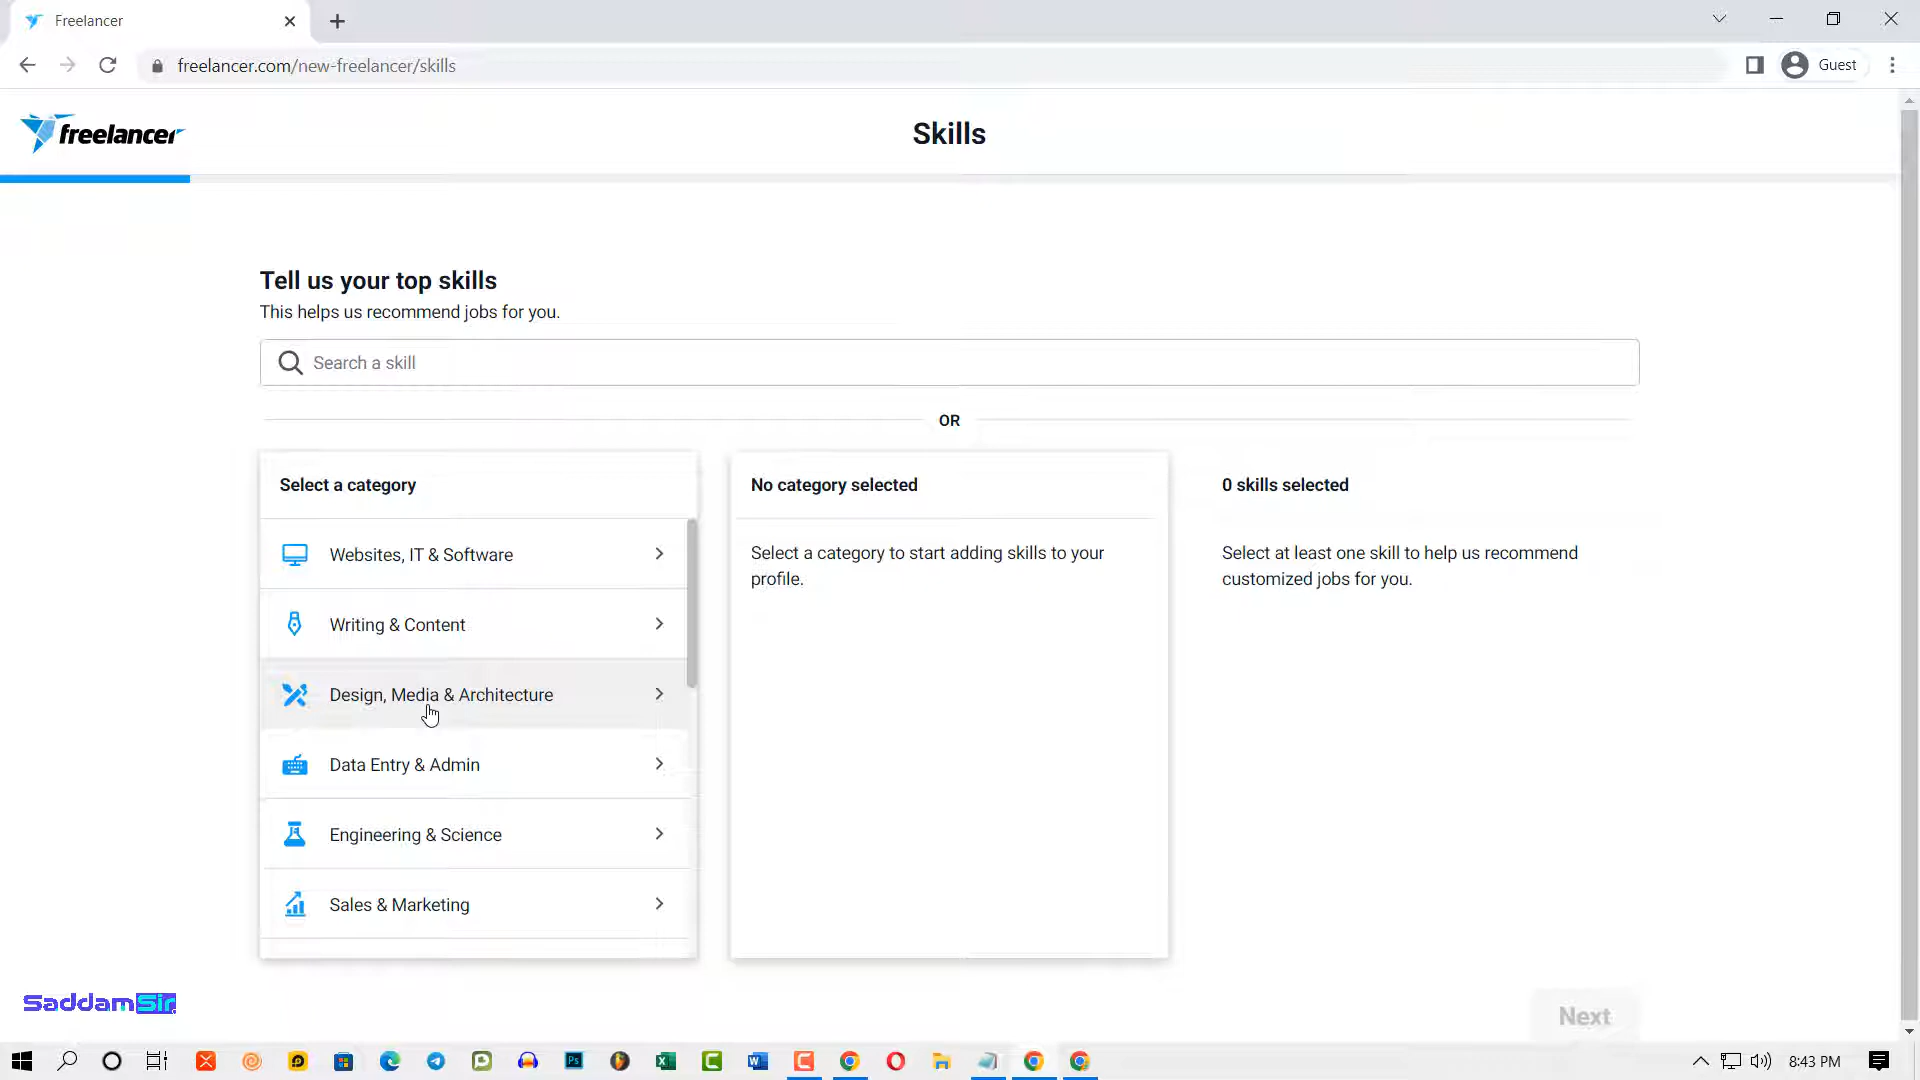 Freelancer
freelancer.com/new-freelancer/skills
Guest
freelancer
Skills
Tell us your top skills
This helps us recommend jobs for you.
Search a skill
OR
Select a category
No category selected
0 skills selected
Websites, IT & Software
Select a category to start adding skills to your
profile.
Select at least one skill to help us recommend
customized jobs for you.
Writing & Content
Design, Media & Architecture
Data Entry & Admin
Engineering & Science
Sales & Marketing
SaddamSir
Next
8:43 PM